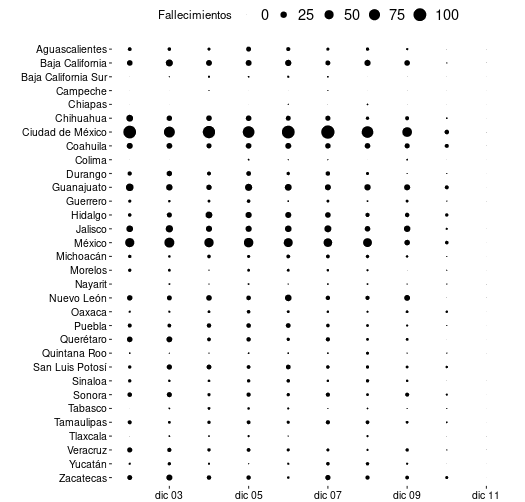 Fallecimientos 0 25 50 75 100
Aguascalientes
Baja California
Baja California Sur
Campeche
Chiapas
Chihuahua
Ciudad de México
Coahuila
Colima
Durango
Guanajuato
Guerrero
Hidalgo
Jalisco
México
Michoacán
Morelos
Nayarit
Nuevo León
Oaxaca
Puebla
Querétaro
Quintana Roo
San Luis Potosí
Sinaloa
Sonora
Tabasco
Tamaulipas
Tlaxcala
Veracruz
Yucatán
Zacatecas
dic 03 dic 05 dic 07 dic 09 dic 11